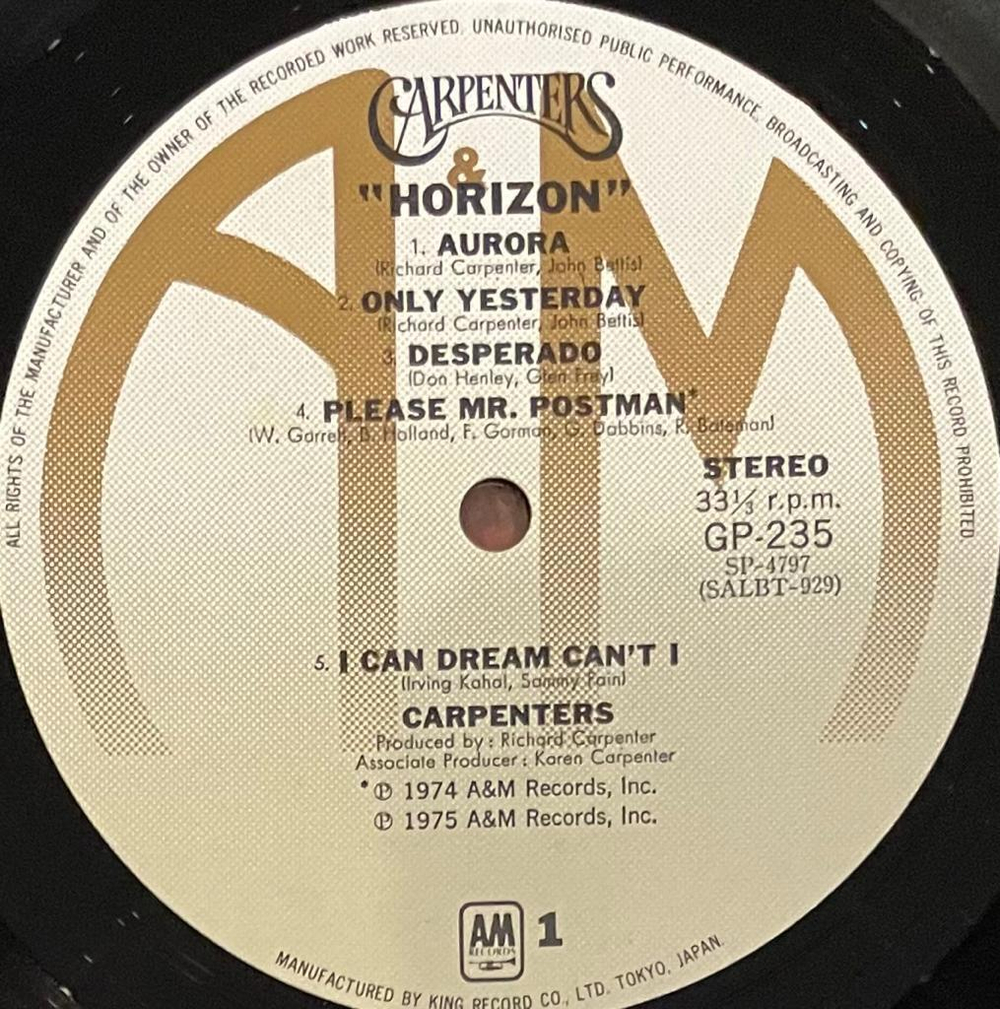 ALL RIGHTS OF THE MANUFACTURER AND OF THE OWNER OF THE RECORDED WORK RESERVED. UNAUTHORISED PUBLIC PERFORMANCE, BROADCASTING AND COPYING OF THIS RECORD PROHIBITED
CARPENTERS
&
"HORIZON"
1. AURORA
(Richard Carpenter, John Bettis)
2. ONLY YESTERDAY
(Richard Carpenter, John Bettis)
3. DESPERADO
(Don Henley, Glen Frey)
4. PLEASE MR. POSTMAN*
(W. Garrett, B. Holland, F. Gorman, G. Dobbins, R. Bateman)
STEREO
33⅓ r.p.m.
GP-235
SP-4797
(SALBT-929)
5. I CAN DREAM CAN'T I
(Irving Kahal, Sammy Fain)
CARPENTERS
Produced by : Richard Carpenter
Associate Producer : Karen Carpenter
*℗ 1974 A&M Records, Inc.
℗ 1975 A&M Records, Inc.
AM RECORDS 1
MANUFACTURED BY KING RECORD CO., LTD. TOKYO, JAPAN.